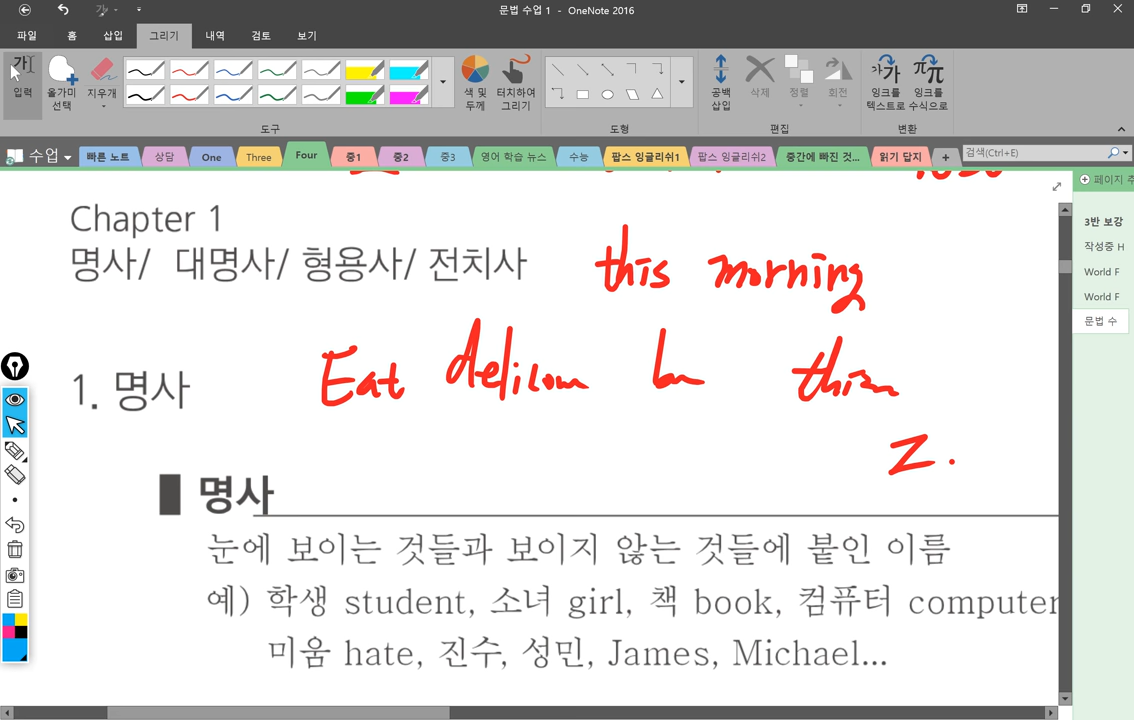 문법 수업 1 - OneNote 2016
파일 홈 삽입 그리기 내역 검토 보기
가 입력
올가미 선택
지우개
색 및 두께
터치하여 그리기
공백 삽입
삭제
정렬
회전
잉크를 텍스트로
잉크를 수식으로
도구 도형 편집 변환
수업 빠른 노트 상담 One Three Four 중1 중2 중3 영어 학습 뉴스 수능 팝스 잉글리쉬1 팝스 잉글리쉬2 중간에 빠진 것... 읽기 답지 + 검색(Ctrl+E)
페이지 추
3반 보강
작성중 H
World F
World F
문법 수
Chapter 1
명사/ 대명사/ 형용사/ 전치사
this morning
1. 명사
Eat
z.
명사
눈에 보이는 것들과 보이지 않는 것들에 붙인 이름
예) 학생 student, 소녀 girl, 책 book, 컴퓨터 computer
미움 hate, 진수, 성민, James, Michael...